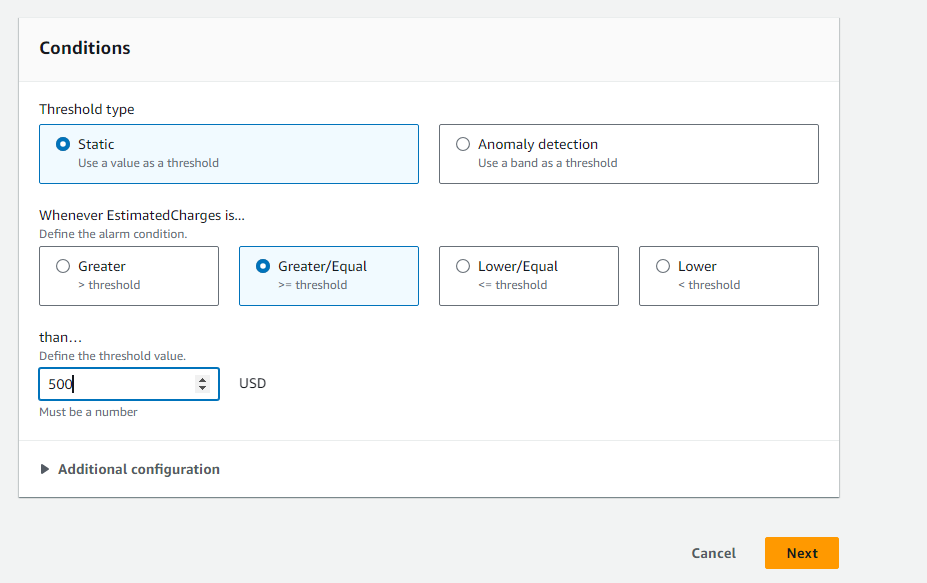 Conditions
Threshold type
Static
Use a value as a threshold
Anomaly detection
Use a band as a threshold
Whenever EstimatedCharges is...
Define the alarm condition.
Greater
> threshold
Greater/Equal
>= threshold
Lower/Equal
<= threshold
Lower
< threshold
than...
Define the threshold value.
500
USD
Must be a number
Additional configuration
Cancel
Next